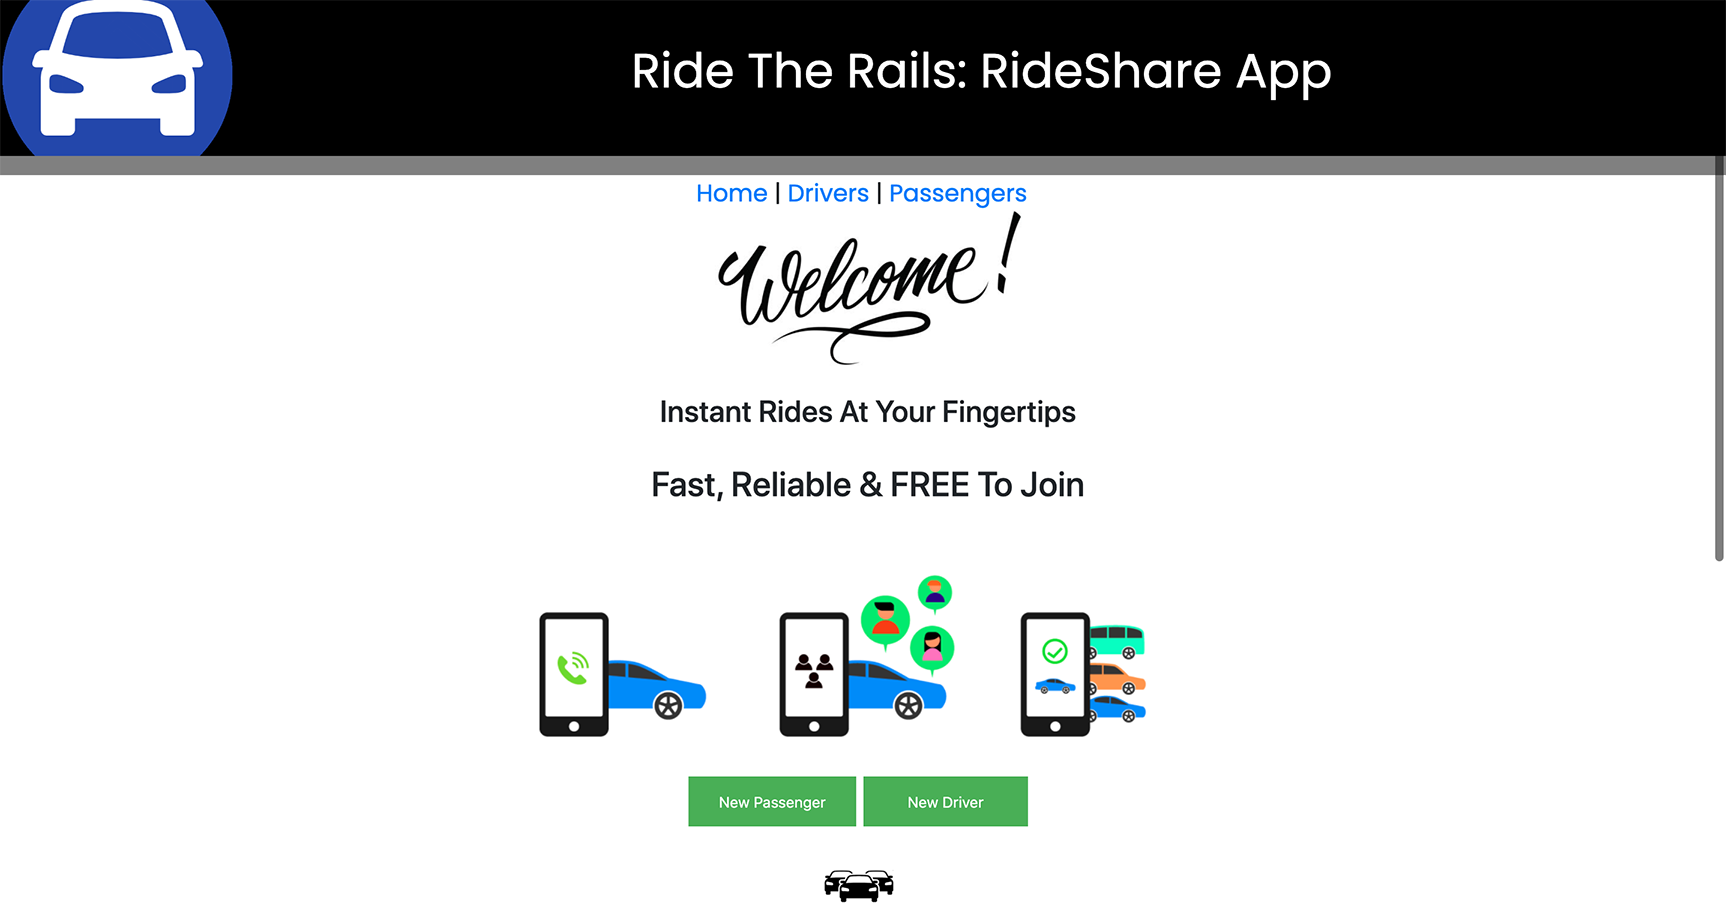 Ride The Rails: RideShare App
Home | Drivers | Passengers
Welcome!
Instant Rides At Your Fingertips
Fast, Reliable & FREE To Join
New Passenger New Driver